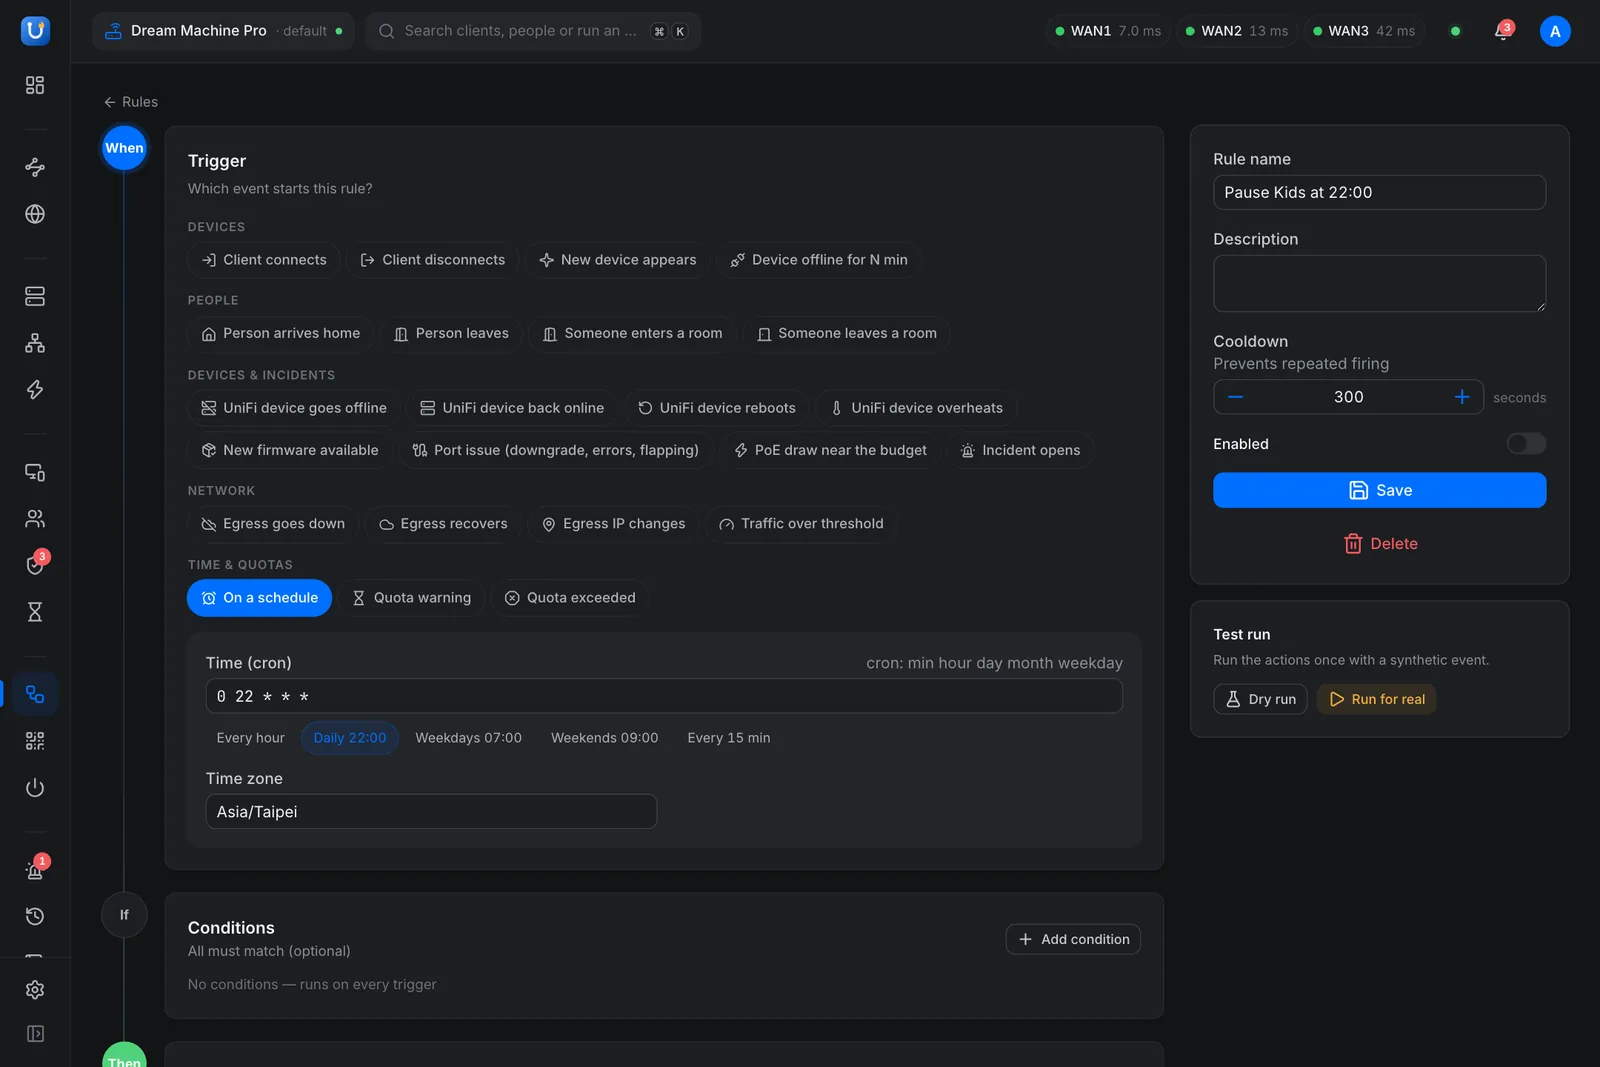 Dream Machine Pro · default
Search clients, people or run an ... ⌘ K
WAN1 7.0 ms
WAN2 13 ms
WAN3 42 ms
3
A
Rules
When
Trigger
Which event starts this rule?
DEVICES
Client connects
Client disconnects
New device appears
Device offline for N min
PEOPLE
Person arrives home
Person leaves
Someone enters a room
Someone leaves a room
DEVICES & INCIDENTS
UniFi device goes offline
UniFi device back online
UniFi device reboots
UniFi device overheats
New firmware available
Port issue (downgrade, errors, flapping)
PoE draw near the budget
Incident opens
NETWORK
Egress goes down
Egress recovers
Egress IP changes
Traffic over threshold
TIME & QUOTAS
On a schedule
Quota warning
Quota exceeded
Time (cron)
cron: min hour day month weekday
0 22 * * *
Every hour
Daily 22:00
Weekdays 07:00
Weekends 09:00
Every 15 min
Time zone
Asia/Taipei
If
Conditions
All must match (optional)
Add condition
No conditions — runs on every trigger
Then
Rule name
Pause Kids at 22:00
Description
Cooldown
Prevents repeated firing
300
seconds
Enabled
Save
Delete
Test run
Run the actions once with a synthetic event.
Dry run
Run for real
3
1